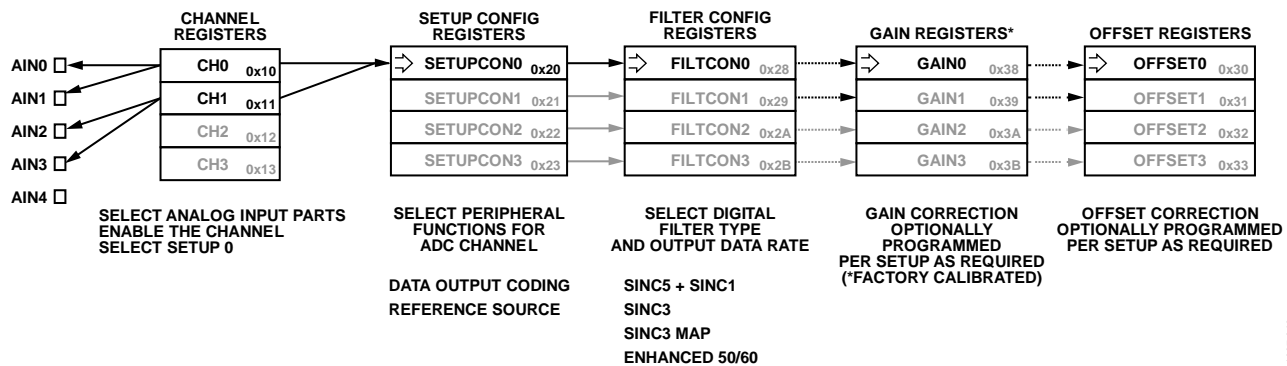 CHANNEL
REGISTERS
SETUP CONFIG
REGISTERS
FILTER CONFIG
REGISTERS
GAIN REGISTERS*
OFFSET REGISTERS
AIN0
AIN1
AIN2
AIN3
AIN4
CH0 0x10
CH1 0x11
CH2 0x12
CH3 0x13
SETUPCON0 0x20
SETUPCON1 0x21
SETUPCON2 0x22
SETUPCON3 0x23
FILTCON0 0x28
FILTCON1 0x29
FILTCON2 0x2A
FILTCON3 0x2B
GAIN0 0x38
GAIN1 0x39
GAIN2 0x3A
GAIN3 0x3B
OFFSET0 0x30
OFFSET1 0x31
OFFSET2 0x32
OFFSET3 0x33
SELECT ANALOG INPUT PARTS
ENABLE THE CHANNEL
SELECT SETUP 0
SELECT PERIPHERAL
FUNCTIONS FOR
ADC CHANNEL
DATA OUTPUT CODING
REFERENCE SOURCE
SELECT DIGITAL
FILTER TYPE
AND OUTPUT DATA RATE
SINC5 + SINC1
SINC3
SINC3 MAP
ENHANCED 50/60
GAIN CORRECTION
OPTIONALLY
PROGRAMMED
PER SETUP AS REQUIRED
(*FACTORY CALIBRATED)
OFFSET CORRECTION
OPTIONALLY PROGRAMMED
PER SETUP AS REQUIRED